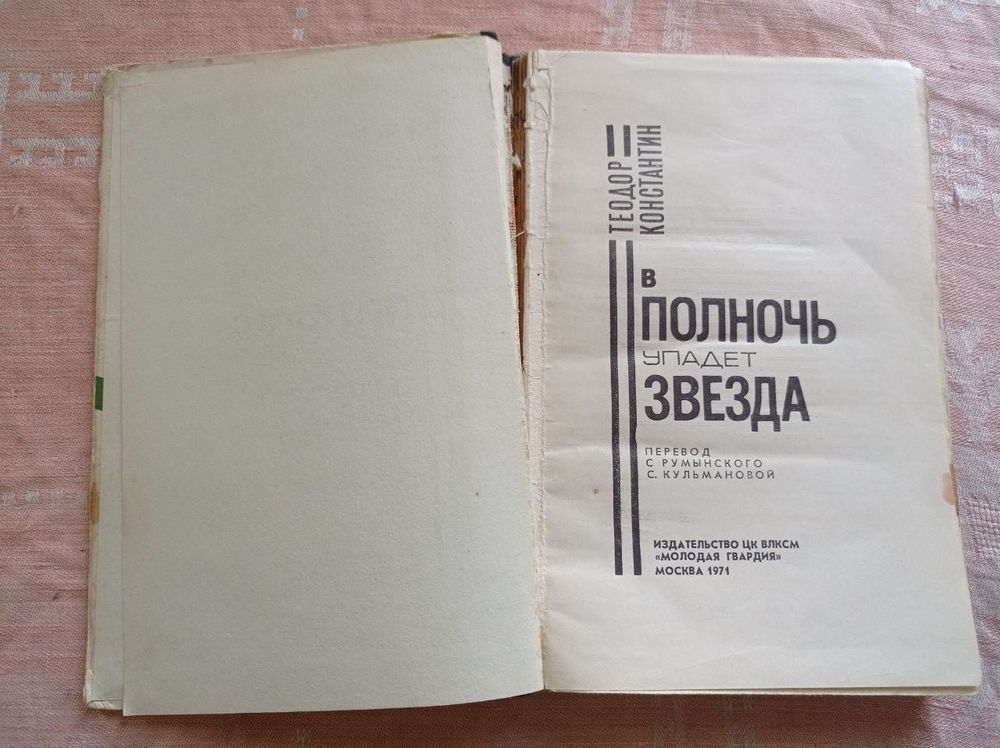 ТЕОДОР
КОНСТАНТИН
В
ПОЛНОЧЬ
УПАДЕТ
ЗВЕЗДА
ПЕРЕВОД
С РУМЫНСКОГО
С. КУЛЬМАНОВОЙ
ИЗДАТЕЛЬСТВО ЦК ВЛКСМ
«МОЛОДАЯ ГВАРДИЯ»
МОСКВА 1971